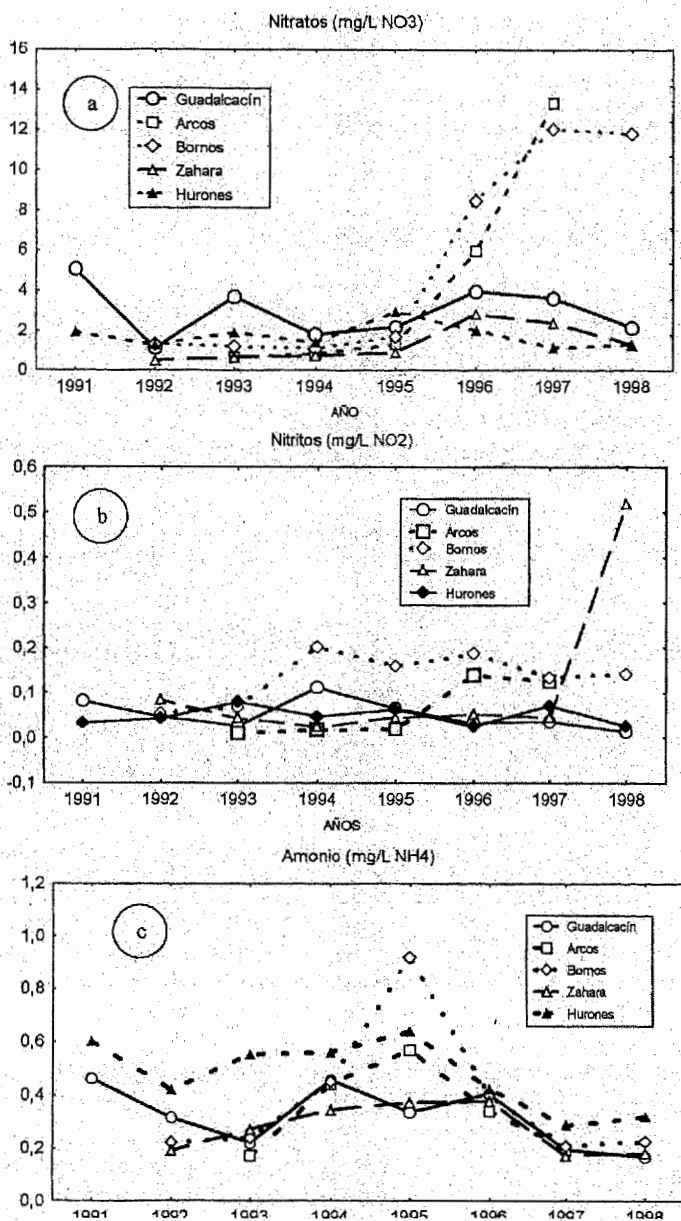 Nitratos (mg/L NO3)
16
14
12
10
8
6
4
2
0
a
Guadalcacín
Arcos
Bornos
Zahara
Hurones
1991 1992 1993 1994 1995 1996 1997 1998
AÑO
Nitritos (mg/L NO2)
0,6
0,5
0,4
0,3
0,2
0,1
0,0
-0,1
b
Guadalcacín
Arcos
Bornos
Zahara
Hurones
1991 1992 1993 1994 1995 1996 1997 1998
AÑOS
Amonio (mg/L NH4)
1,2
1,0
0,8
0,6
0,4
0,2
0,0
c
Guadalcacín
Arcos
Bornos
Zahara
Hurones
1991 1992 1993 1994 1995 1996 1997 1998